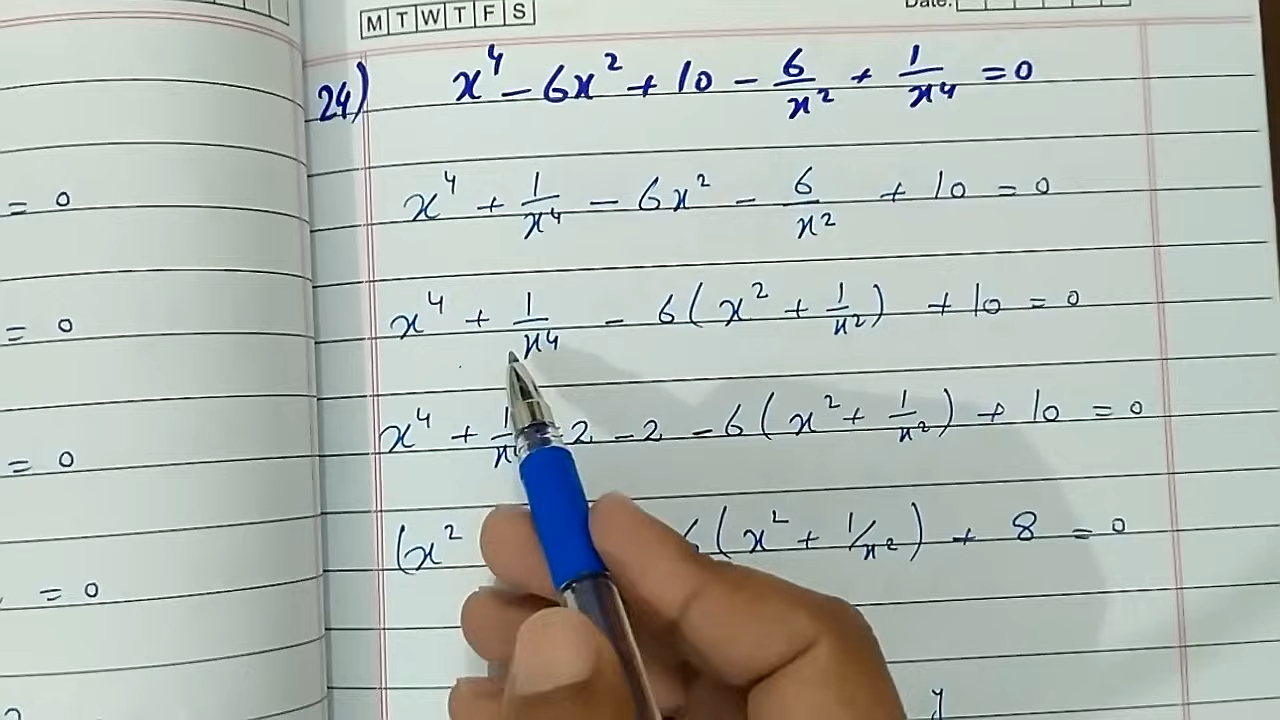 = 0
= 0
= 0
= 0
M T W T F S
Date:
24) x⁴ - 6x² + 10 - 6/x² + 1/x⁴ = 0
x⁴ + 1/x⁴ - 6x² - 6/x² + 10 = 0
x⁴ + 1/x⁴ - 6(x² + 1/x²) + 10 = 0
x⁴ + 1/x 2 - 2 - 6(x² + 1/x²) + 10 = 0
(x² 6(x² + 1/x²) + 8 = 0
y